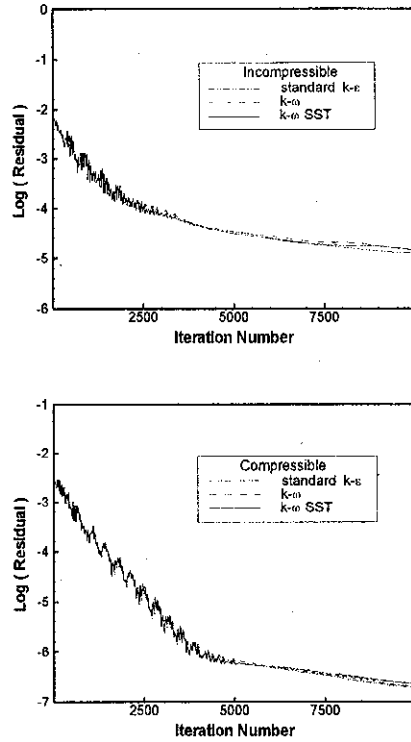 0
-1
-2
-3
-4
-5
-6
Log ( Residual )
Incompressible
standard k-ε
k-ω
k-ω SST
2500
5000
7500
Iteration Number
-1
-2
-3
-4
-5
-6
-7
Log ( Residual )
Compressible
standard k-ε
k-ω
k-ω SST
2500
5000
7500
Iteration Number